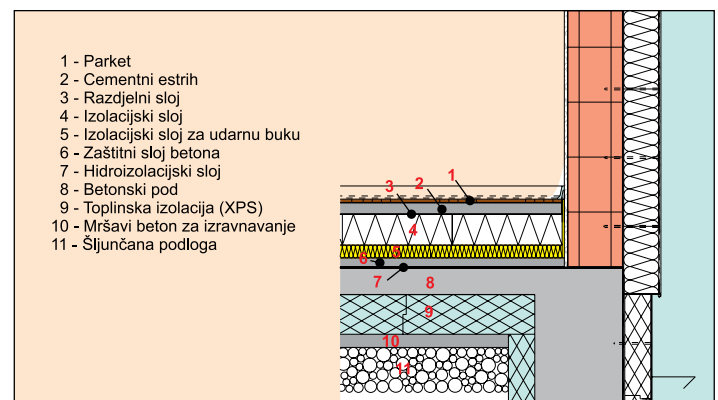 1 - Parket
2 - Cementni estrih
3 - Razdjelni sloj
4 - Izolacijski sloj
5 - Izolacijski sloj za udarnu buku
6 - Zaštitni sloj betona
7 - Hidroizolacijski sloj
8 - Betonski pod
9 - Toplinska izolacija (XPS)
10 - Mršavi beton za izravnavanje
11 - Šljunčana podloga
1
2
3
4
5
6
7
8
9
10
11